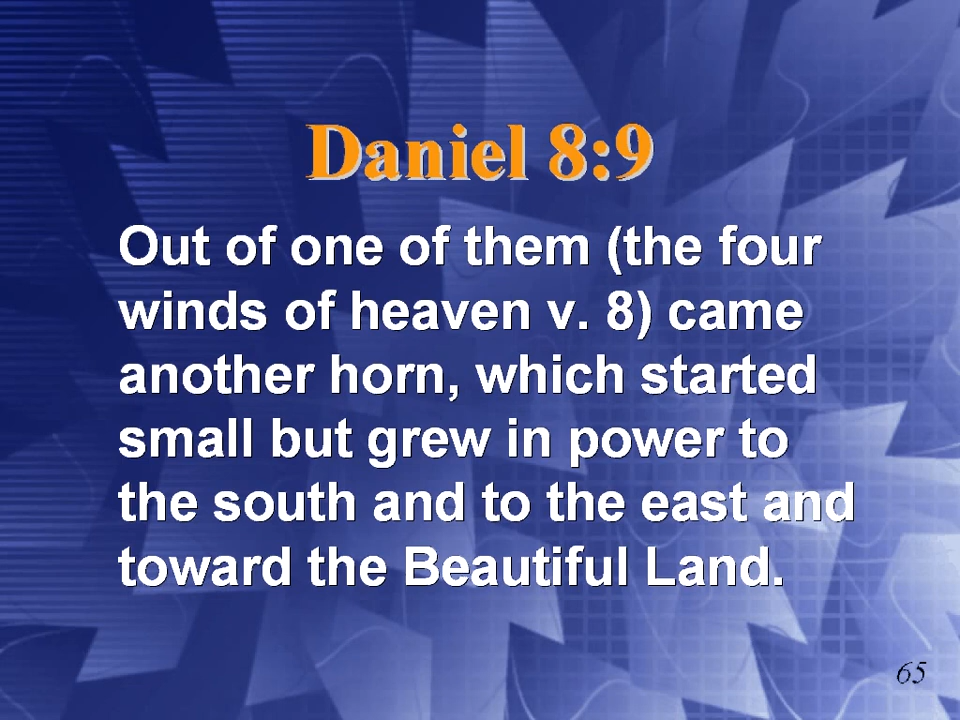 Daniel 8:9
Out of one of them (the four
winds of heaven v. 8) came
another horn, which started
small but grew in power to
the south and to the east and
toward the Beautiful Land.
65